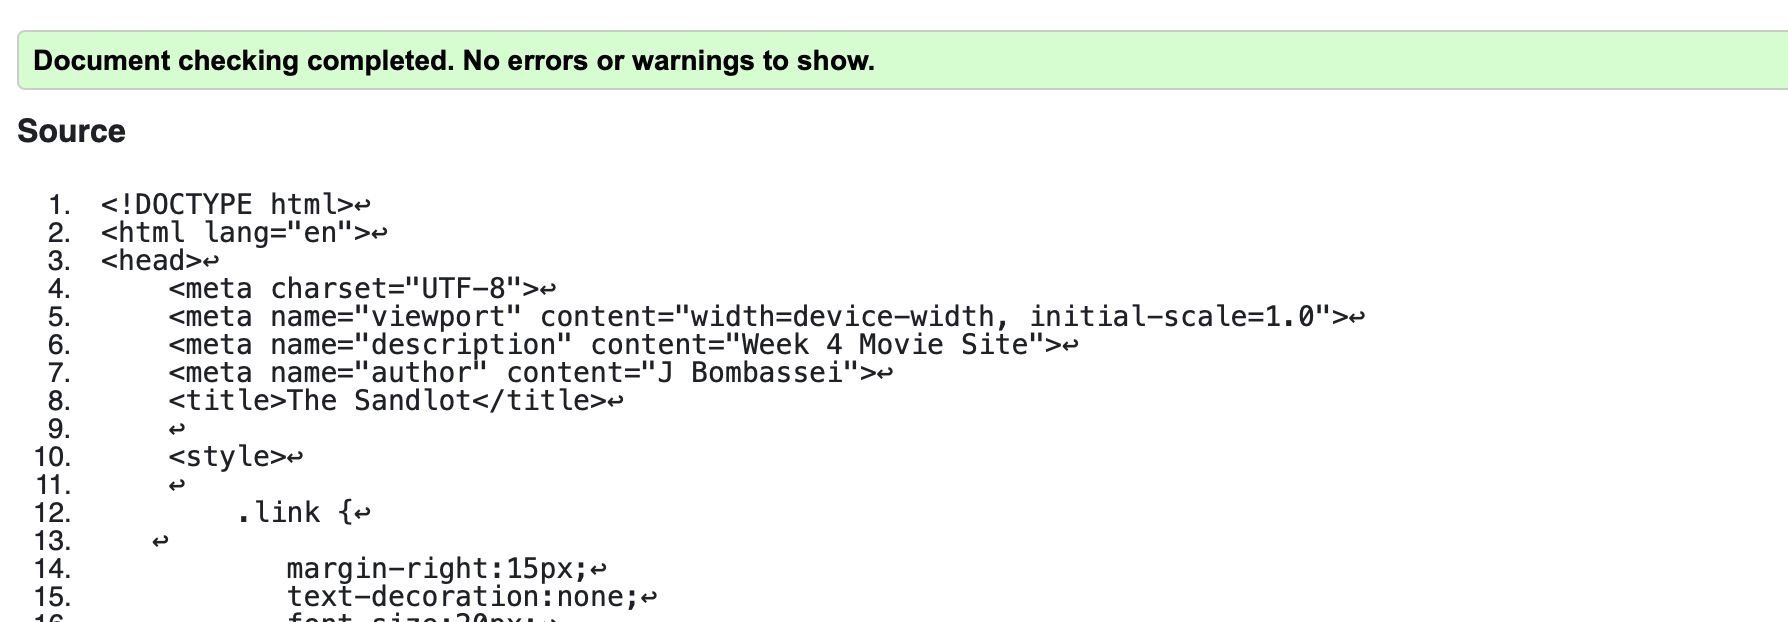 Document checking completed. No errors or warnings to show.
Source
1. <!DOCTYPE html>↩
2. <html lang="en">↩
3. <head>↩
4.     <meta charset="UTF-8">↩
5.     <meta name="viewport" content="width=device-width, initial-scale=1.0">↩
6.     <meta name="description" content="Week 4 Movie Site">↩
7.     <meta name="author" content="J Bombassei">↩
8.     <title>The Sandlot</title>↩
9.     ↩
10.     <style>↩
11.     ↩
12.         .link {↩
13.    ↩
14.            margin-right:15px;↩
15.            text-decoration:none;↩
16.            font-size:20px;↩